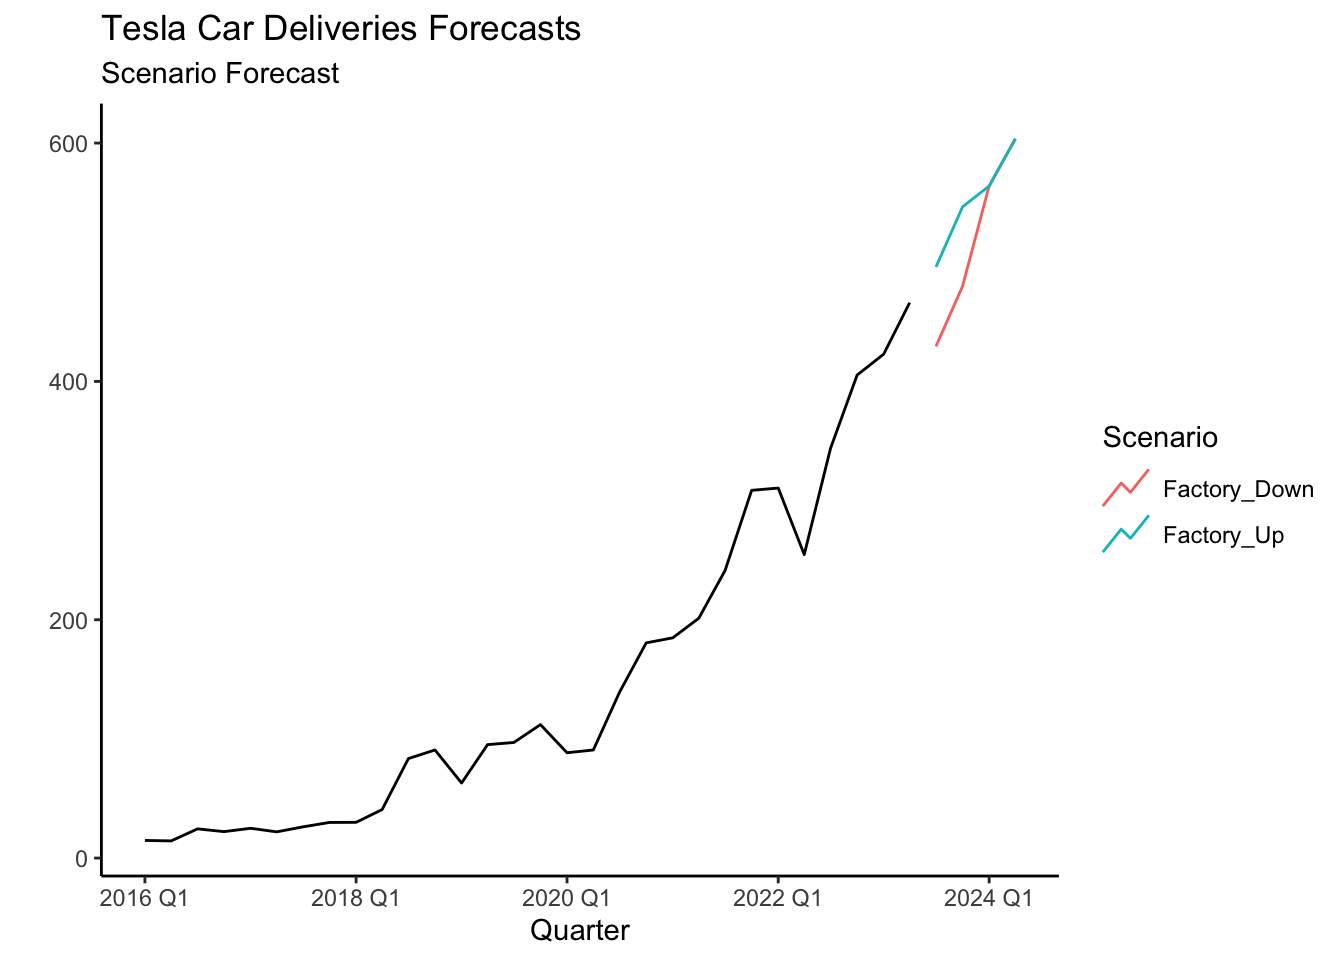 Tesla Car Deliveries Forecasts
Scenario Forecast
600
400
200
0
2016 Q1
2018 Q1
2020 Q1
2022 Q1
2024 Q1
Quarter
Scenario
Factory_Down
Factory_Up